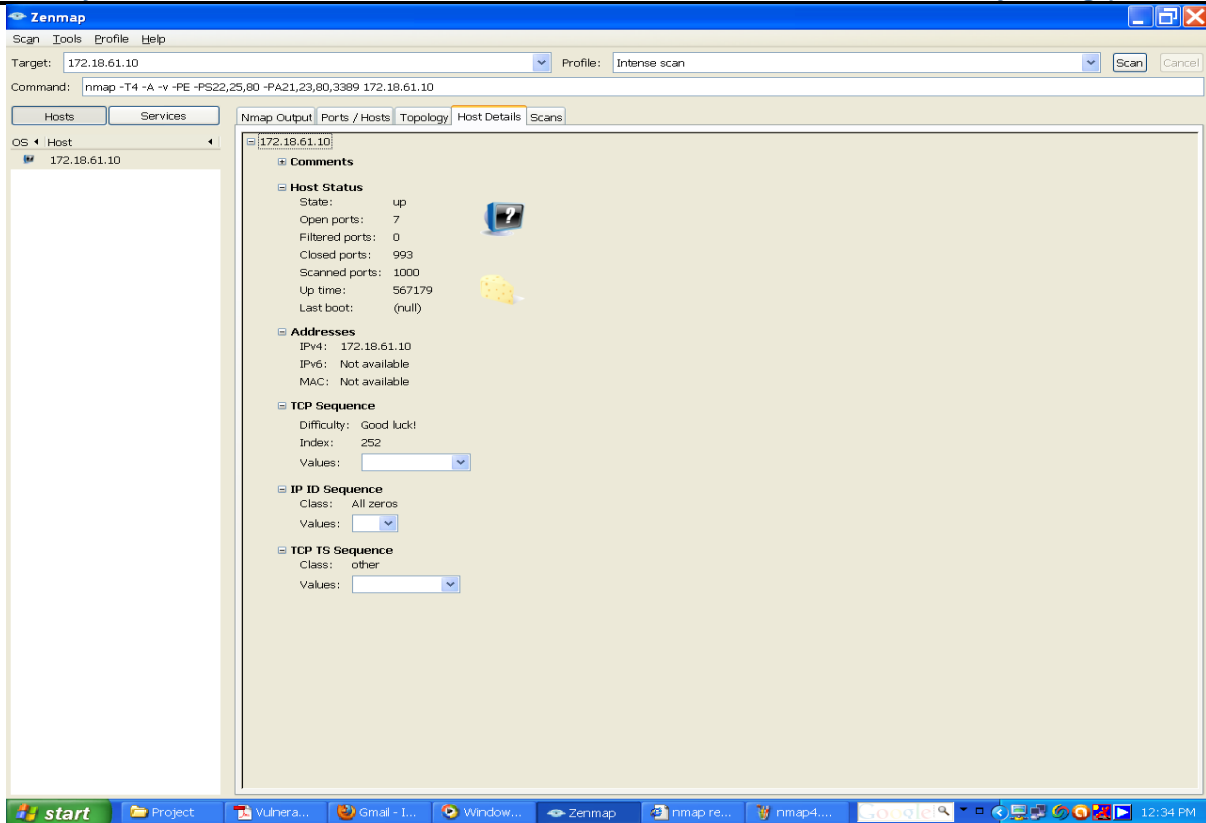 Zenmap
Scan Tools Profile Help
Target: 172.18.61.10 Profile: Intense scan Scan Cancel
Command: nmap -T4 -A -v -PE -PS22,25,80 -PA21,23,80,3389 172.18.61.10
Hosts Services
Nmap Output Ports / Hosts Topology Host Details Scans
OS Host
172.18.61.10
172.18.61.10
Comments
Host Status
State: up
Open ports: 7
Filtered ports: 0
Closed ports: 993
Scanned ports: 1000
Up time: 567179
Last boot: (null)
Addresses
IPv4: 172.18.61.10
IPv6: Not available
MAC: Not available
TCP Sequence
Difficulty: Good luck!
Index: 252
Values:
IP ID Sequence
Class: All zeros
Values:
TCP TS Sequence
Class: other
Values:
start Project Vulnera... Gmail - I... Window... Zenmap nmap re... nmap4.... Google 12:34 PM